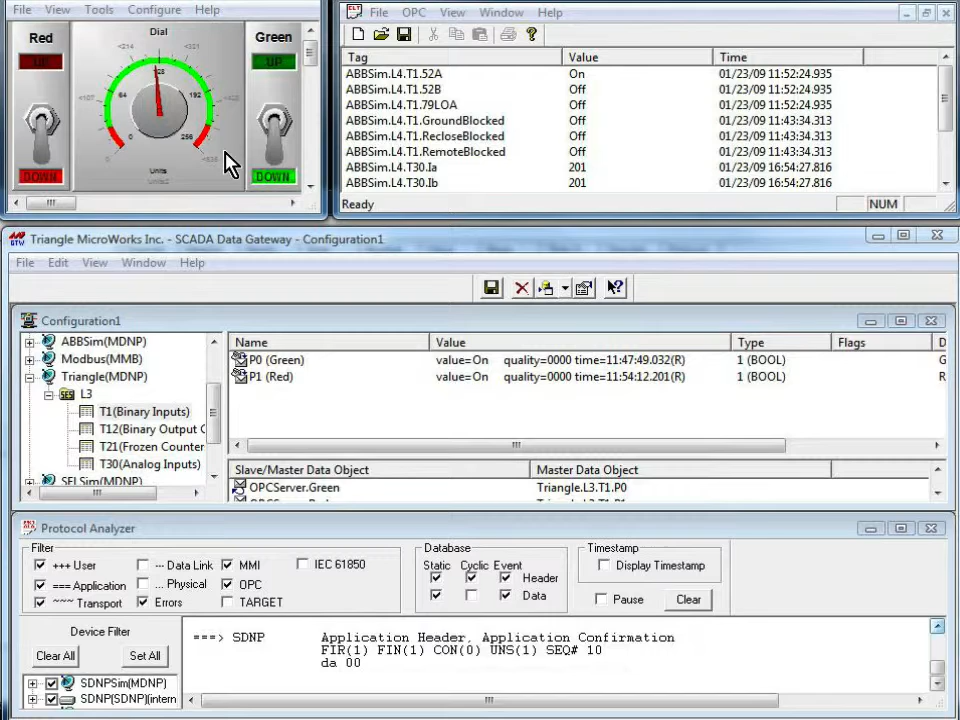 File View Tools Configure Help
Red
UP
DOWN
Dial
<214 <321
<107 <428
0 <535
128
64 192
0 256
Units
Units2
Green
UP
DOWN
File OPC View Window Help
Tag Value Time
ABBSim.L4.T1.52A On 01/23/09 11:52:24.935
ABBSim.L4.T1.52B Off 01/23/09 11:52:24.935
ABBSim.L4.T1.79LOA Off 01/23/09 11:52:24.935
ABBSim.L4.T1.GroundBlocked Off 01/23/09 11:43:34.313
ABBSim.L4.T1.RecloseBlocked Off 01/23/09 11:43:34.313
ABBSim.L4.T1.RemoteBlocked Off 01/23/09 11:43:34.313
ABBSim.L4.T30.Ia 201 01/23/09 16:54:27.816
ABBSim.L4.T30.Ib 201 01/23/09 16:54:27.816
Ready NUM
Triangle MicroWorks Inc. - SCADA Data Gateway - Configuration1
File Edit View Window Help
Configuration1
ABBSim(MDNP)
Modbus(MMB)
Triangle(MDNP)
L3
T1(Binary Inputs)
T12(Binary Output C
T21(Frozen Counter
T30(Analog Inputs)
SELSim(MDNP)
Name Value Type Flags D
P0 (Green) value=On quality=0000 time=11:47:49.032(R) 1 (BOOL) G
P1 (Red) value=On quality=0000 time=11:54:12.201(R) 1 (BOOL) R
Slave/Master Data Object Master Data Object
OPCServer.Green Triangle.L3.T1.P0
Protocol Analyzer
Filter
+++ User --- Data Link MMI IEC 61850
=== Application ... Physical OPC
~~~ Transport Errors TARGET
Database
Static Cyclic Event
Header
Data
Timestamp
Display Timestamp
Pause Clear
Device Filter
Clear All Set All
SDNPSim(MDNP)
SDNP(SDNP)(intern
===> SDNP Application Header, Application Confirmation
FIR(1) FIN(1) CON(0) UNS(1) SEQ# 10
da 00